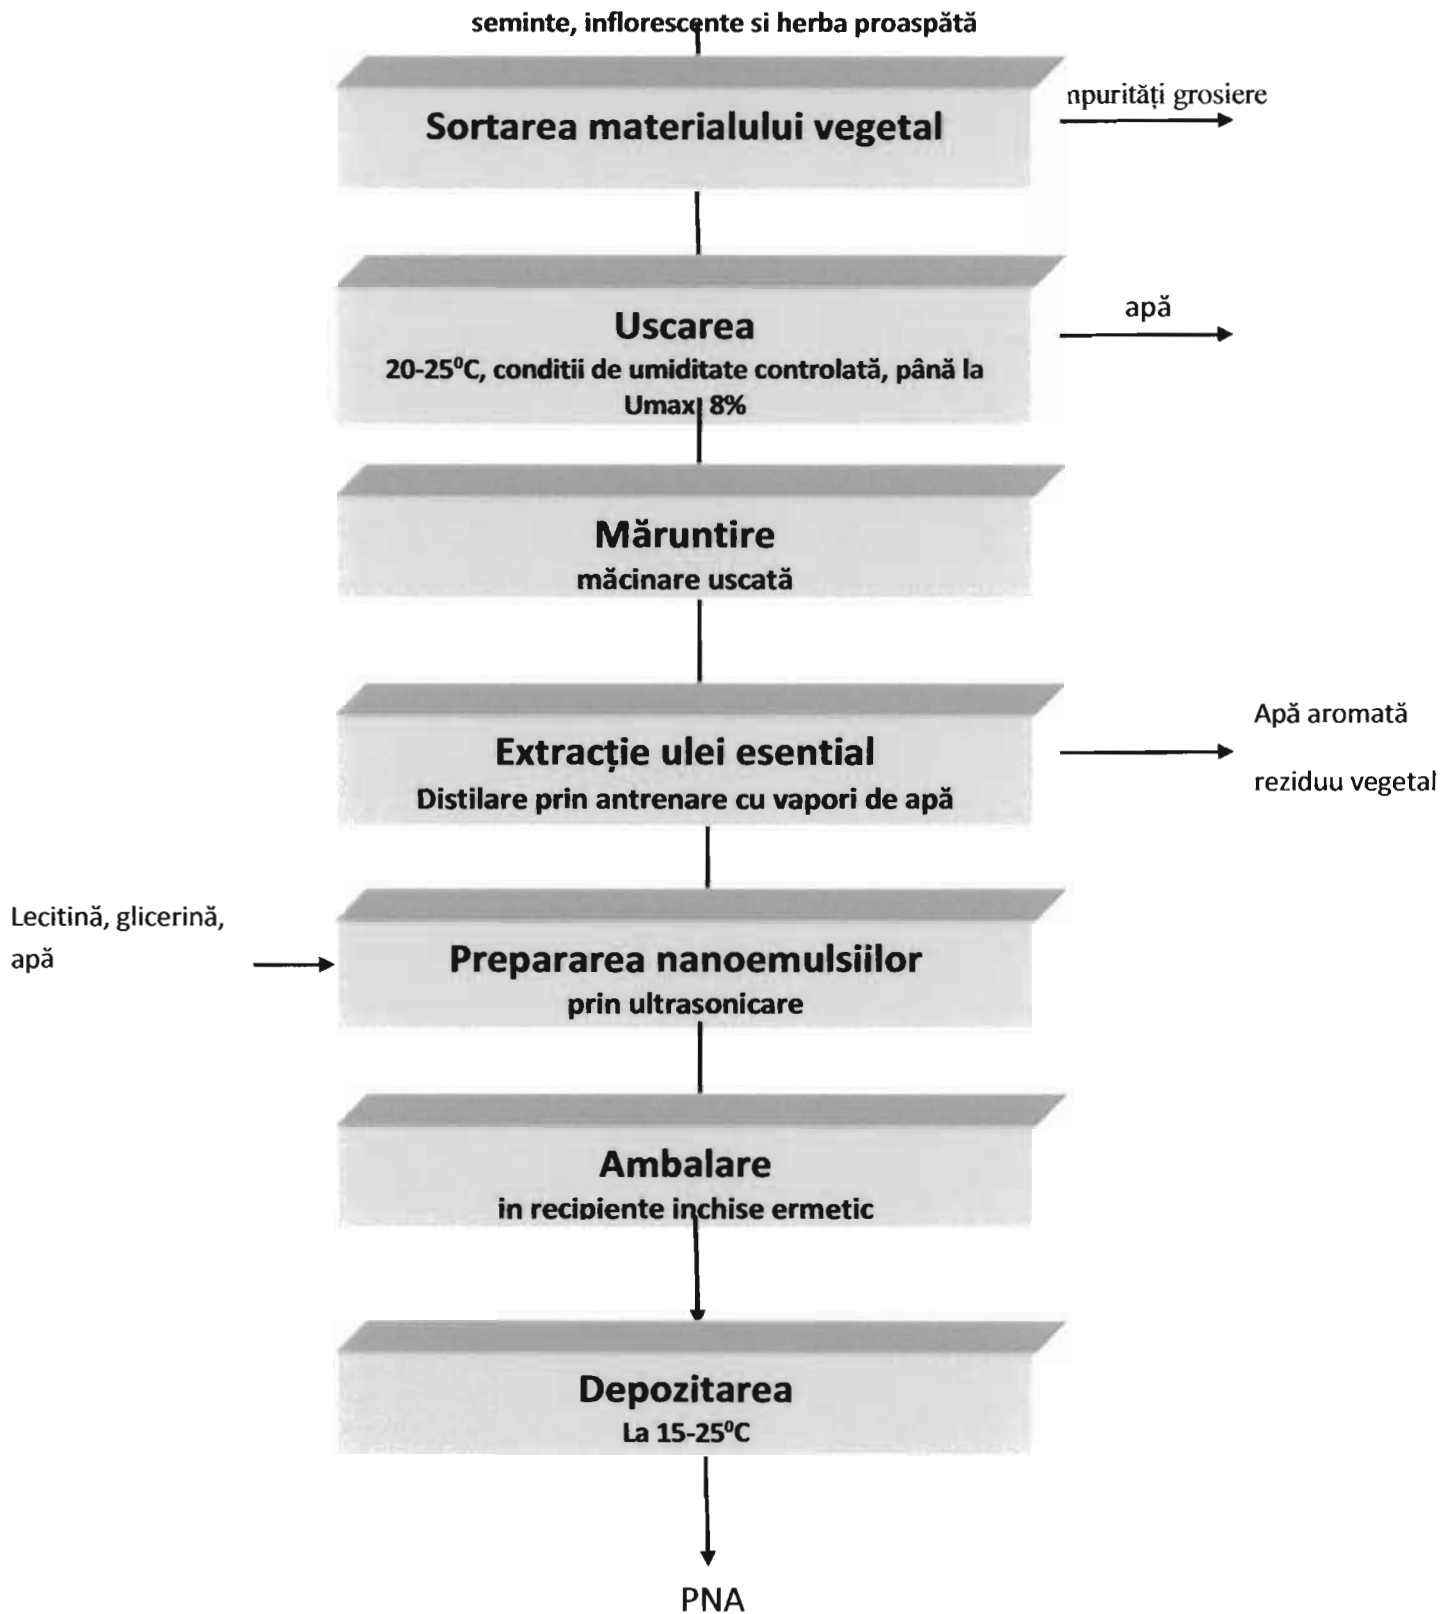 seminte, inflorescente si herba proaspătă
Sortarea materialului vegetal
grosiere
Uscarea
20-25⁰C, conditii de umiditate controlată, până la
Umax 8%
apă
Măruntire
măcinare uscată
Extracție ulei esential
Distilare prin antrenare cu vapori de apă
Apă aromată
reziduu vegetal
Lecitină, glicerină,
apă
Prepararea nanoemulsiilor
prin ultrasonicare
Ambalare
in recipiente inchise ermetic
Depozitarea
La 15-25⁰C
PNA